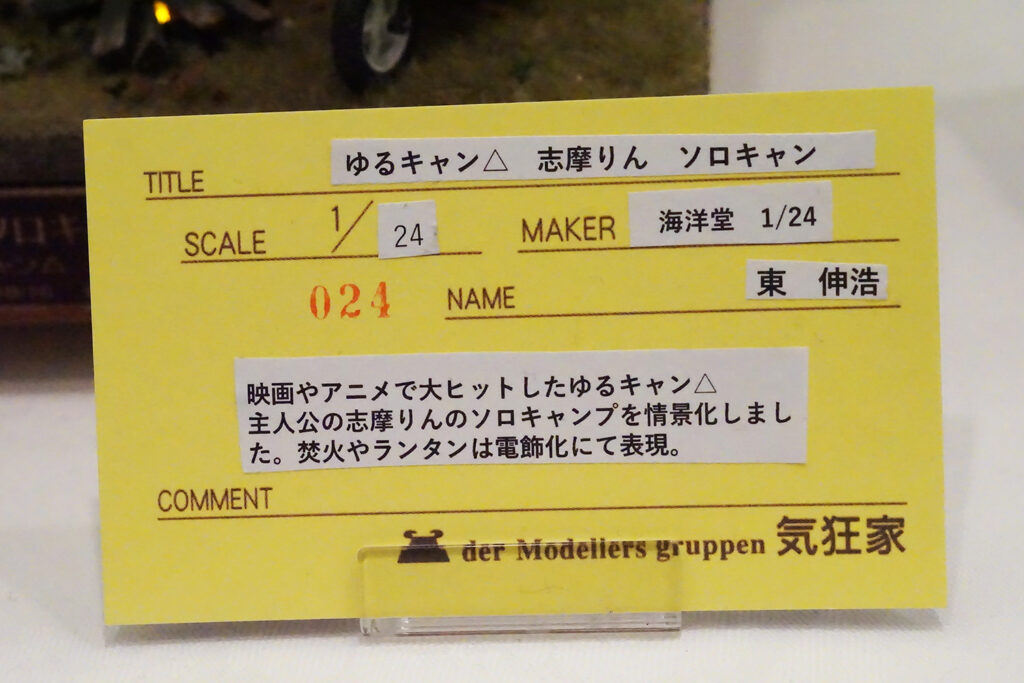 TITLE ゆるキャン△ 志摩りん ソロキャン
SCALE 1/24 MAKER 海洋堂 1/24
024 NAME 東 伸浩
映画やアニメで大ヒットしたゆるキャン△
主人公の志摩りんのソロキャンプを情景化しまし
た。焚火やランタンは電飾化にて表現。
COMMENT
der Modellers gruppen 気狂家